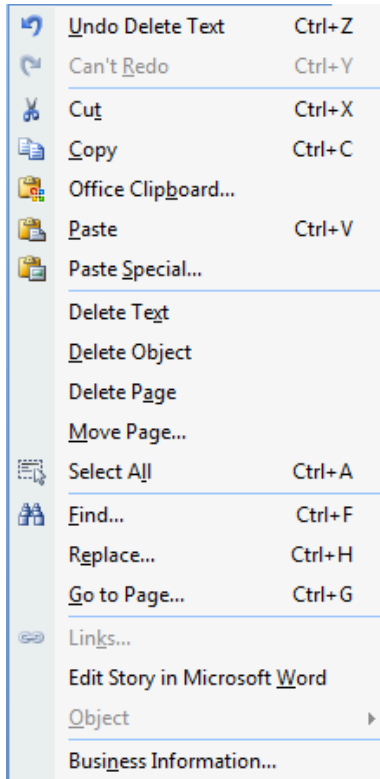 Undo Delete Text Ctrl+Z
Can't Redo Ctrl+Y
Cut Ctrl+X
Copy Ctrl+C
Office Clipboard...
Paste Ctrl+V
Paste Special...
Delete Text
Delete Object
Delete Page
Move Page...
Select All Ctrl+A
Find... Ctrl+F
Replace... Ctrl+H
Go to Page... Ctrl+G
Links...
Edit Story in Microsoft Word
Object
Business Information...